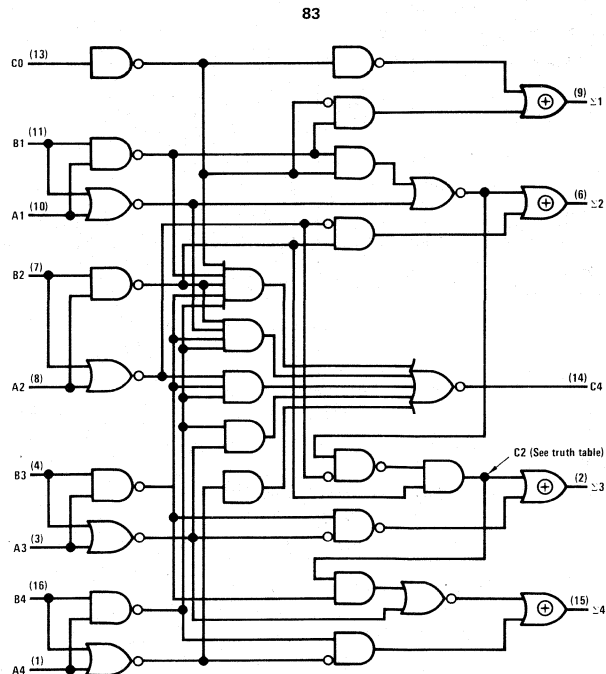 83
C0 (13)
(9) Σ1
B1 (11)
A1 (10)
(6) Σ2
B2 (7)
A2 (8)
(14) C4
C2 (See truth table)
B3 (4)
(2) Σ3
A3 (3)
B4 (16)
(15) Σ4
A4 (1)